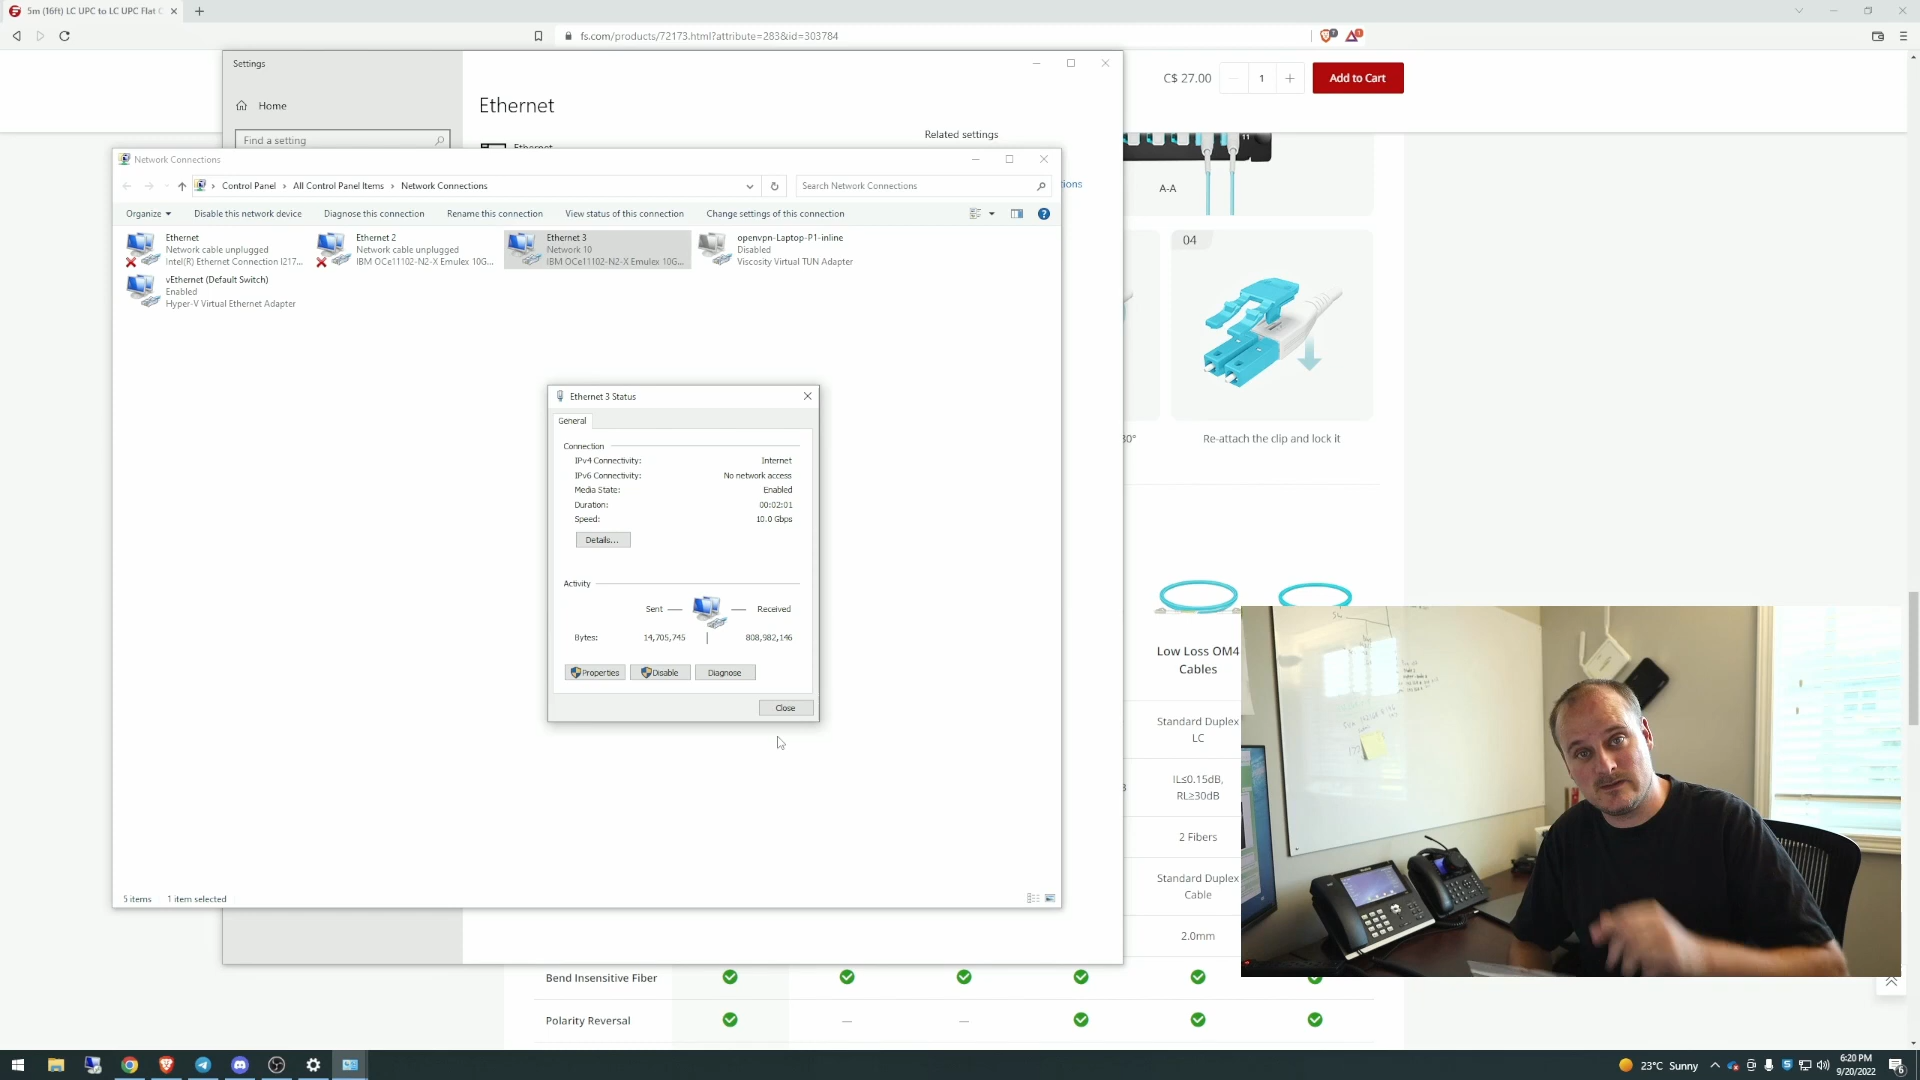 5m (16ft) LC UPC to LC UPC Flat C
fs.com/products/72173.html?attribute=283&id=303784
C$ 27.00
1
Add to Cart
Settings
Home
Find a setting
Ethernet
Ethernet
Related settings
Network Connections
Control Panel > All Control Panel Items > Network Connections
Search Network Connections
ions
Organize
Disable this network device
Diagnose this connection
Rename this connection
View status of this connection
Change settings of this connection
Ethernet
Network cable unplugged
Intel(R) Ethernet Connection I217...
Ethernet 2
Network cable unplugged
IBM OCe11102-N2-X Emulex 10G...
Ethernet 3
Network 10
IBM OCe11102-N2-X Emulex 10G...
openvpn-Laptop-P1-inline
Disabled
Viscosity Virtual TUN Adapter
vEthernet (Default Switch)
Enabled
Hyper-V Virtual Ethernet Adapter
Ethernet 3 Status
General
Connection
IPv4 Connectivity: Internet
IPv6 Connectivity: No network access
Media State: Enabled
Duration: 00:02:01
Speed: 10.0 Gbps
Details...
Activity
Sent — — Received
Bytes: 14,705,745 808,982,146
Properties
Disable
Diagnose
Close
5 items 1 item selected
11
A-A
04
Re-attach the clip and lock it
Low Loss OM4
Cables
Standard Duplex
LC
IL≤0.15dB,
RL≥30dB
2 Fibers
Standard Duplex
Cable
2.0mm
Bend Insensitive Fiber
Polarity Reversal — —
23°C Sunny
6:20 PM
9/20/2022
6